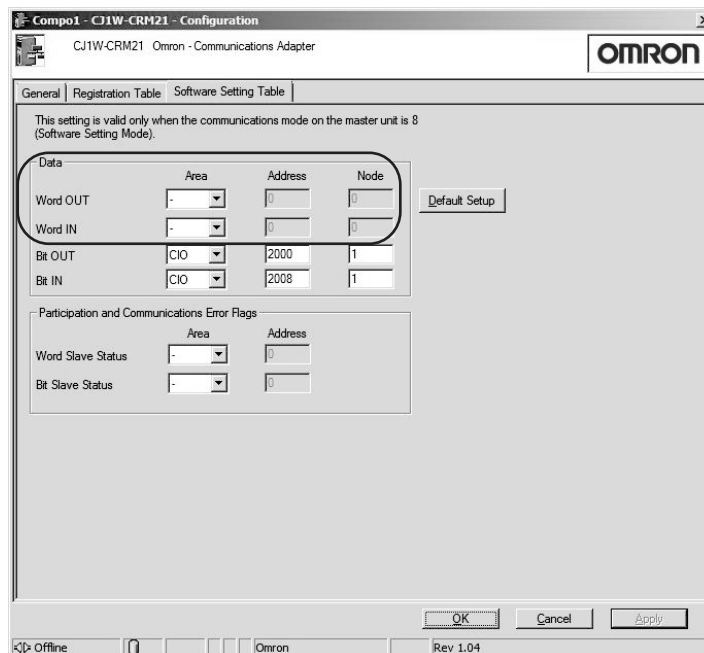 Compo1 - CJ1W-CRM21 - Configuration
CJ1W-CRM21 Omron - Communications Adapter
OMRON
General Registration Table Software Setting Table
This setting is valid only when the communications mode on the master unit is 8
(Software Setting Mode).
Data
Area Address Node
Word OUT - 0 0
Default Setup
Word IN - 0 0
Bit OUT CIO 2000 1
Bit IN CIO 2008 1
Participation and Communications Error Flags
Area Address
Word Slave Status - 0
Bit Slave Status - 0
OK Cancel Apply
Offline Omron Rev 1.04